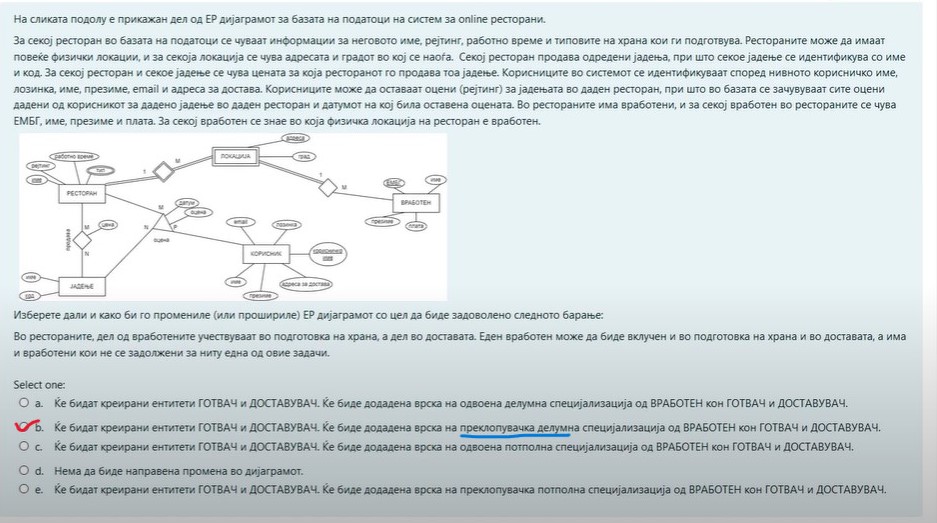 На сликата подолу е прикажан дел од ЕР дијаграмот за базата на податоци на систем за online ресторани.
За секој ресторан во базата на податоци се чуваат информации за неговото име, рејтинг, работно време и типовите на храна кои ги подготвува. Рестораните може да имаат
повеќе физички локации, и за секоја локација се чува адресата и градот во кој се наоѓа. Секој ресторан продава одредени јадења, при што секое јадење се идентификува со име
и код. За секој ресторан и секое јадење се чува цената за која ресторанот го продава тоа јадење. Корисниците во системот се идентификуваат според нивното корисничко име,
лозинка, име, презиме, email и адреса за достава. Корисниците може да оставаат оцени (рејтинг) за јадењата во даден ресторан, при што во базата се зачувуваат сите оцени
дадени од корисникот за дадено јадење во даден ресторан и датумот на кој била оставена оцената. Во рестораните има вработени, и за секој вработен во рестораните се чува
ЕМБГ, име, презиме и плата. За секој вработен се знае во која физичка локација на ресторан е вработен.
адреса
работно време
М
ЛОКАЦИЈА
град
рејтинг
тип
1
име
1
ЕМБГ
име
РЕСТОРАН
М
ВРАБОТЕН
М
датум
оцена
презиме
плата
М
цена
N
P
email
лозинка
продава
оцена
N
КОРИСНИК
корисничко
име
име
ЈАДЕЊЕ
име
адреса за достава
код
презиме
Изберете дали и како би го промениле (или прошириле) ЕР дијаграмот со цел да биде задоволено следното барање:
Во рестораните, дел од вработените учествуваат во подготовка на храна, а дел во доставата. Еден вработен може да биде вклучен и во подготовка на храна и во доставата, а има
и вработени кои не се задолжени за ниту една од овие задачи.
Select one:
a. Ќе бидат креирани ентитети ГОТВАЧ и ДОСТАВУВАЧ. Ќе биде додадена врска на одвоена делумна специјализација од ВРАБОТЕН кон ГОТВАЧ и ДОСТАВУВАЧ.
b. Ќе бидат креирани ентитети ГОТВАЧ и ДОСТАВУВАЧ. Ќе биде додадена врска на преклопувачка делумна специјализација од ВРАБОТЕН кон ГОТВАЧ и ДОСТАВУВАЧ.
c. Ќе бидат креирани ентитети ГОТВАЧ и ДОСТАВУВАЧ. Ќе биде додадена врска на одвоена потполна специјализација од ВРАБОТЕН кон ГОТВАЧ и ДОСТАВУВАЧ.
d. Нема да биде направена промена во дијаграмот.
e. Ќе бидат креирани ентитети ГОТВАЧ и ДОСТАВУВАЧ. Ќе биде додадена врска на преклопувачка потполна специјализација од ВРАБОТЕН кон ГОТВАЧ и ДОСТАВУВАЧ.